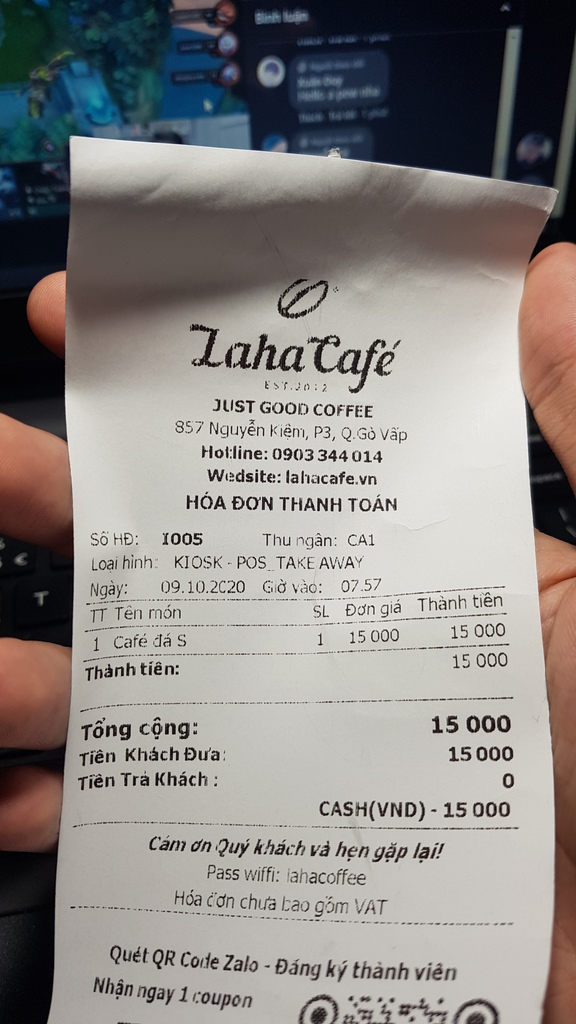 Bình luận
Laha Café
EST.2012
JUST GOOD COFFEE
857 Nguyễn Kiệm, P3, Q.Gò Vấp
Hotline: 0903 344 014
Wedsite: lahacafe.vn
HÓA ĐƠN THANH TOÁN
Số HĐ: I005 Thu ngân: CA1
Loại hình: KIOSK - POS_TAKE AWAY
Ngày: 09.10.2020 Giờ vào: 07.57
TT Tên món SL Đơn giá Thành tiền
1 Café đá S 1 15 000 15 000
Thành tiền: 15 000
Tổng cộng: 15 000
Tiền Khách Đưa: 15 000
Tiền Trả Khách : 0
CASH(VND) - 15 000
Cám ơn Quý khách và hẹn gặp lại!
Pass wiffi: lahacoffee
Hóa đơn chưa bao gồm VAT
Quét QR Code Zalo - Đăng ký thành viên
Nhận ngay 1 coupon
T